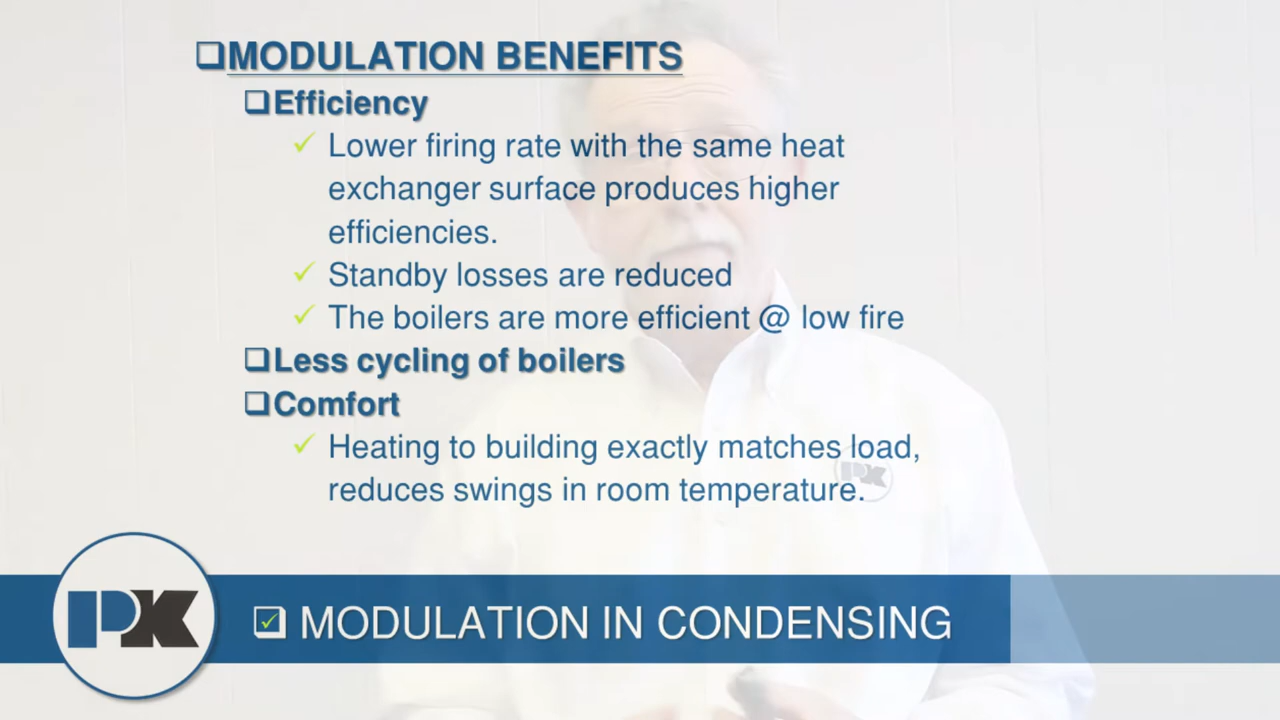 MODULATION BENEFITS
Efficiency
Lower firing rate with the same heat
exchanger surface produces higher
efficiencies.
Standby losses are reduced
The boilers are more efficient @ low fire
Less cycling of boilers
Comfort
Heating to building exactly matches load,
reduces swings in room temperature.
PK
PK
MODULATION IN CONDENSING